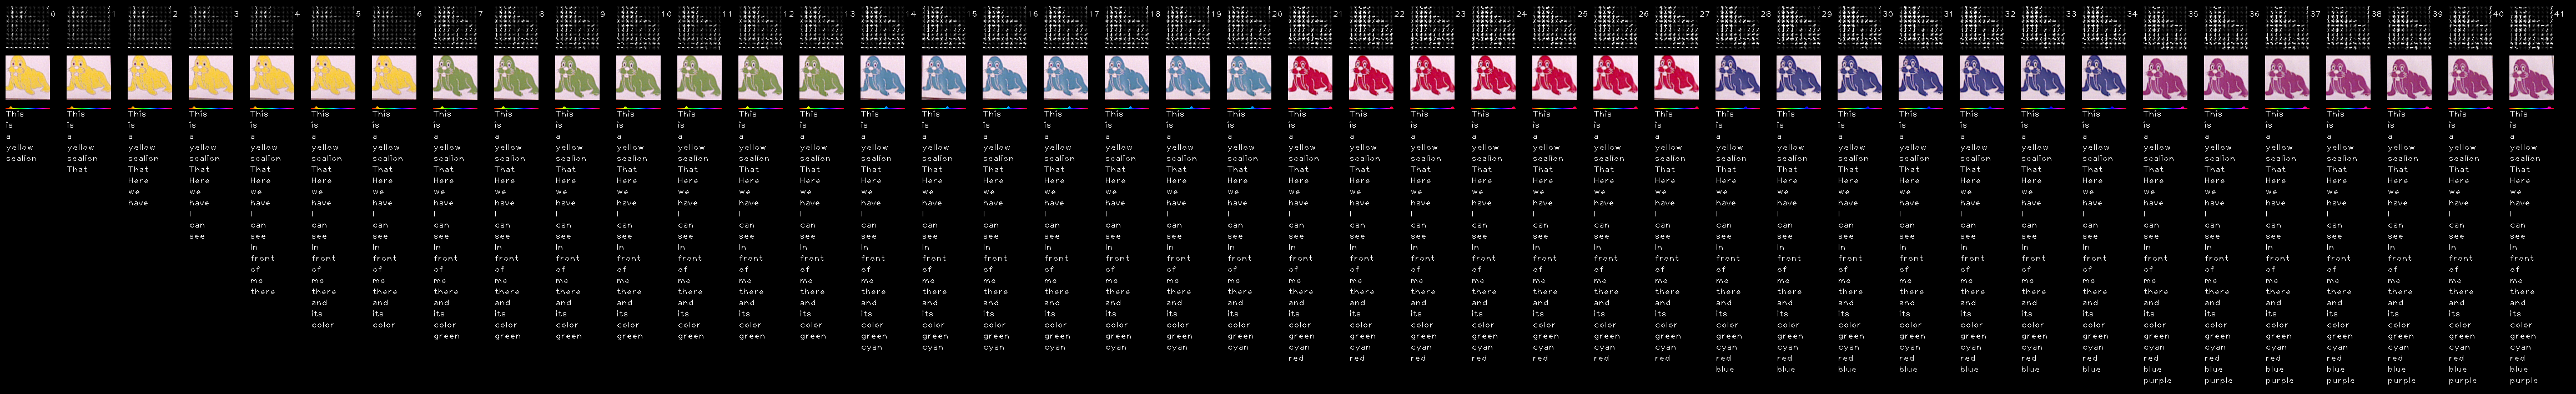 0 1 2 3 4 5 6 7 8 9 10 11 12 13 14 15 16 17 18 19 20 21 22 23 24 25 26 27 28 29 30 31 32 33 34 35 36 37 38 39 40 41
This This This This This This This This This This This This This This This This This This This This This This This This This This This This This This This This This This This This This This This This This This
is is is is is is is is is is is is is is is is is is is is is is is is is is is is is is is is is is is is is is is is is is
a a a a a a a a a a a a a a a a a a a a a a a a a a a a a a a a a a a a a a a a a a
yellow yellow yellow yellow yellow yellow yellow yellow yellow yellow yellow yellow yellow yellow yellow yellow yellow yellow yellow yellow yellow yellow yellow yellow yellow yellow yellow yellow yellow yellow yellow yellow yellow yellow yellow yellow yellow yellow yellow yellow yellow yellow
sealion sealion sealion sealion sealion sealion sealion sealion sealion sealion sealion sealion sealion sealion sealion sealion sealion sealion sealion sealion sealion sealion sealion sealion sealion sealion sealion sealion sealion sealion sealion sealion sealion sealion sealion sealion sealion sealion sealion sealion sealion sealion
That That That That That That That That That That That That That That That That That That That That That That That That That That That That That That That That That That That That That That That That That
Here Here Here Here Here Here Here Here Here Here Here Here Here Here Here Here Here Here Here Here Here Here Here Here Here Here Here Here Here Here Here Here Here Here Here Here Here Here Here Here
we we we we we we we we we we we we we we we we we we we we we we we we we we we we we we we we we we we we we we we we
have have have have have have have have have have have have have have have have have have have have have have have have have have have have have have have have have have have have have have have have
I I I I I I I I I I I I I I I I I I I I I I I I I I I I I I I I I I I I I I I
can can can can can can can can can can can can can can can can can can can can can can can can can can can can can can can can can can can can can can can
see see see see see see see see see see see see see see see see see see see see see see see see see see see see see see see see see see see see see see see
In In In In In In In In In In In In In In In In In In In In In In In In In In In In In In In In In In In In In In
front front front front front front front front front front front front front front front front front front front front front front front front front front front front front front front front front front front front front
of of of of of of of of of of of of of of of of of of of of of of of of of of of of of of of of of of of of of of
me me me me me me me me me me me me me me me me me me me me me me me me me me me me me me me me me me me me me me
there there there there there there there there there there there there there there there there there there there there there there there there there there there there there there there there there there there there there
and and and and and and and and and and and and and and and and and and and and and and and and and and and and and and and and and and and and and
its its its its its its its its its its its its its its its its its its its its its its its its its its its its its its its its its its its its its
color color color color color color color color color color color color color color color color color color color color color color color color color color color color color color color color color color color color color
green green green green green green green green green green green green green green green green green green green green green green green green green green green green green green green green green green green
cyan cyan cyan cyan cyan cyan cyan cyan cyan cyan cyan cyan cyan cyan cyan cyan cyan cyan cyan cyan cyan cyan cyan cyan cyan cyan cyan cyan
red red red red red red red red red red red red red red red red red red red red red
blue blue blue blue blue blue blue blue blue blue blue blue blue blue
purple purple purple purple purple purple purple